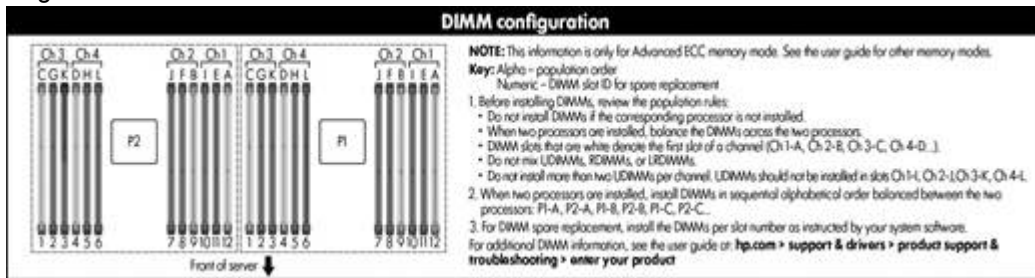 DIMM configuration
Ch 3 Ch 4 Ch 2 Ch 1 Ch 3 Ch 4 Ch 2 Ch 1
C G K D H L J F B I E A C G K D H L J F B I E A
P2 P1
1 2 3 4 5 6 7 8 9 10 11 12 1 2 3 4 5 6 7 8 9 10 11 12
Front of server
NOTE: This information is only for Advanced ECC memory mode. See the user guide for other memory modes.
Key: Alpha – population order
Numeric – DIMM slot ID for spare replacement
1. Before installing DIMMs, review the population rules:
• Do not install DIMMs if the corresponding processor is not installed.
• When two processors are installed, balance the DIMMs across the two processors.
• DIMM slots that are white denote the first slot of a channel (Ch 1-A, Ch 2-B, Ch 3-C, Ch 4-D...).
• Do not mix UDIMMs, RDIMMs, or LRDIMMs.
• Do not install more than two UDIMMs per channel. UDIMMs should not be installed in slots Ch 1-I, Ch 2-J, Ch 3-K, Ch 4-L.
2. When two processors are installed, install DIMMs in sequential alphabetical order balanced between the two
processors: P1-A, P2-A, P1-B, P2-B, P1-C, P2-C...
3. For DIMM spare replacement, install the DIMMs per slot number as instructed by your system software.
For additional DIMM information, see the user guide at: hp.com > support & drivers > product support &
troubleshooting > enter your product